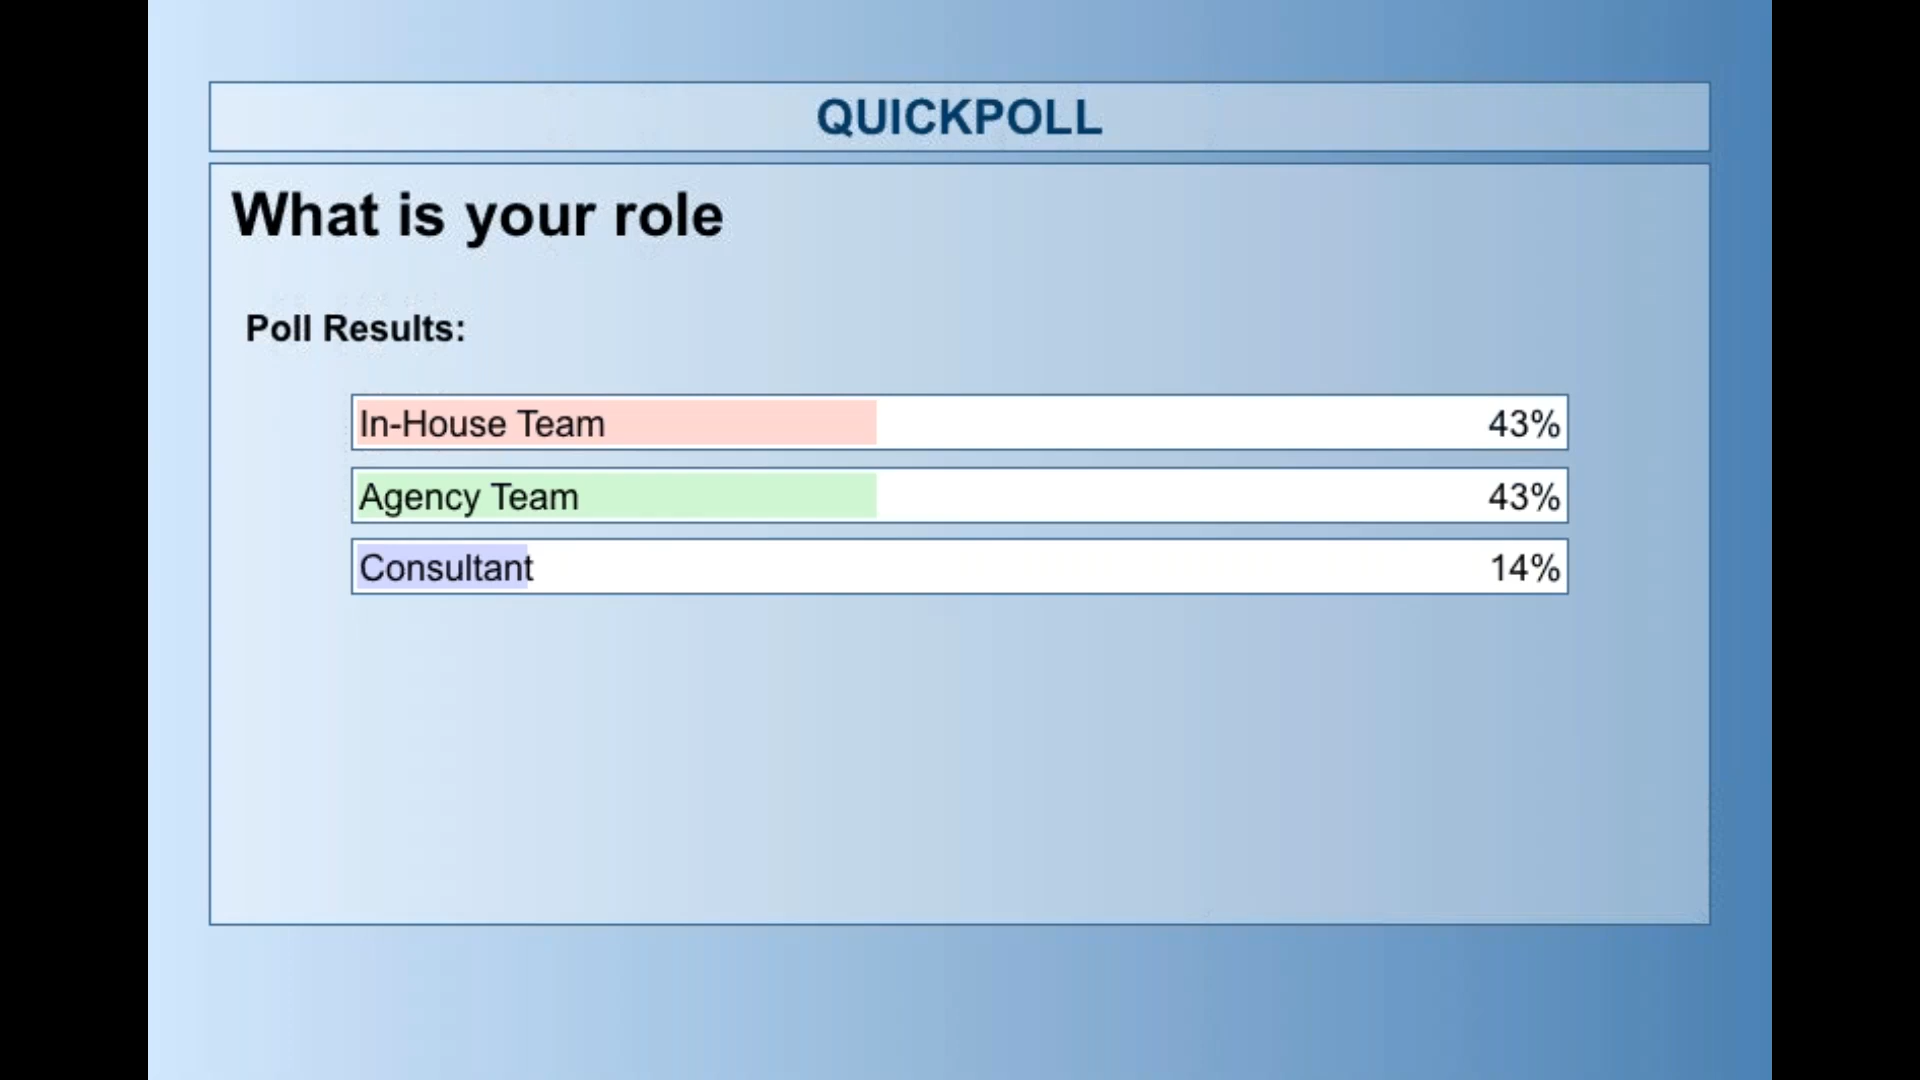 QUICKPOLL
What is your role
Poll Results:
In-House Team 43%
Agency Team 43%
Consultant 14%